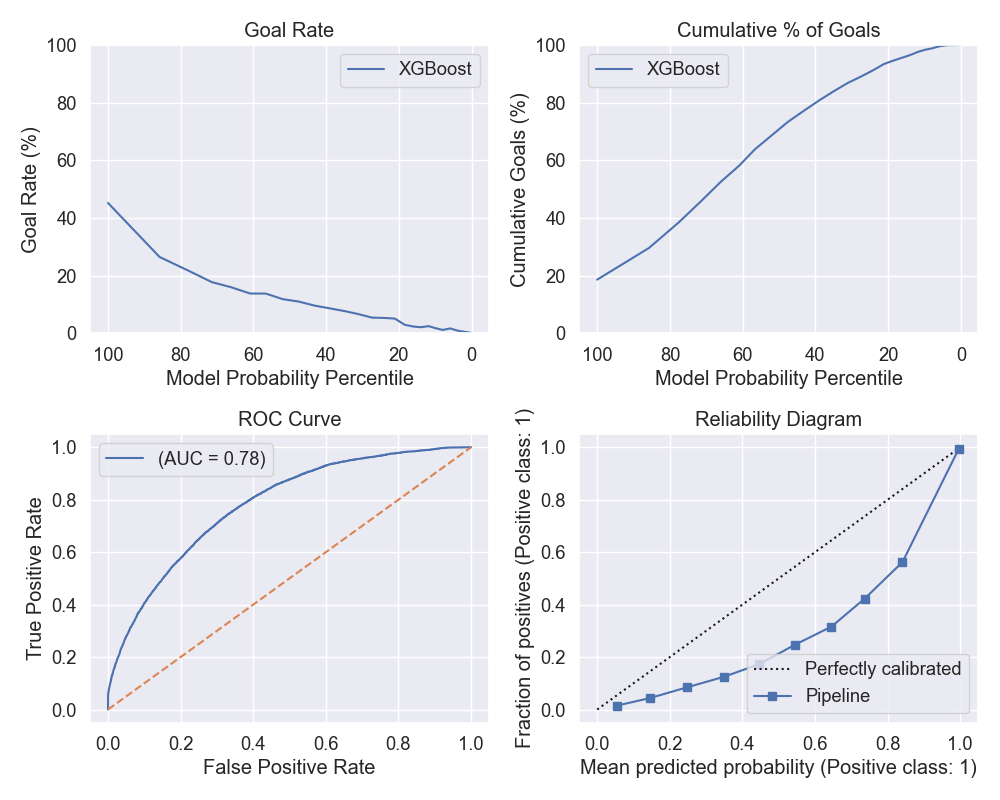 Goal Rate
100
80
60
40
20
0
Goal Rate (%)
XGBoost
100 80 60 40 20 0
Model Probability Percentile
Cumulative % of Goals
100
80
60
40
20
0
Cumulative Goals (%)
XGBoost
100 80 60 40 20 0
Model Probability Percentile
ROC Curve
1.0
0.8
0.6
0.4
0.2
0.0
True Positive Rate
(AUC = 0.78)
0.0 0.2 0.4 0.6 0.8 1.0
False Positive Rate
Reliability Diagram
1.0
0.8
0.6
0.4
0.2
0.0
Fraction of positives (Positive class: 1)
Perfectly calibrated
Pipeline
0.0 0.2 0.4 0.6 0.8 1.0
Mean predicted probability (Positive class: 1)